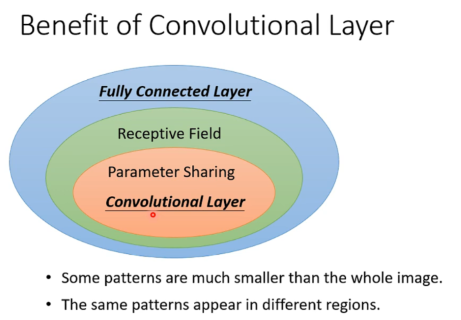 Benefit of Convolutional Layer
Fully Connected Layer
Receptive Field
Parameter Sharing
Convolutional Layer
• Some patterns are much smaller than the whole image.
• The same patterns appear in different regions.